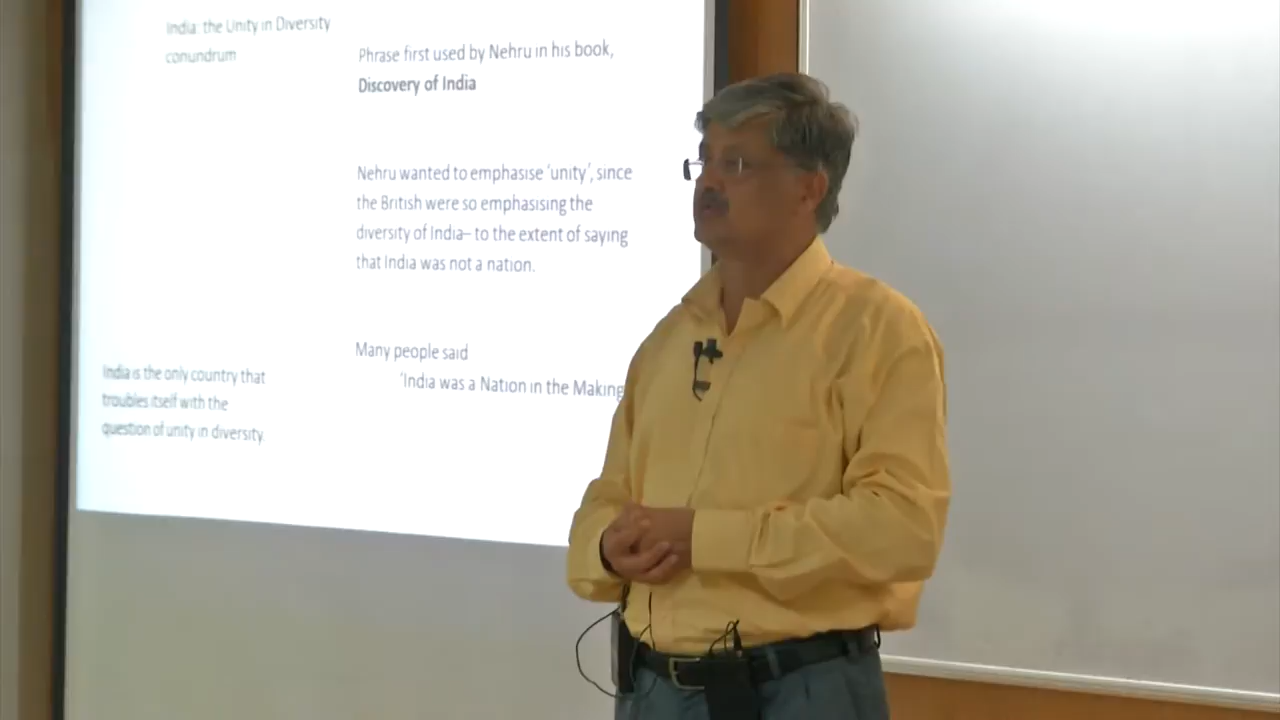 India: the Unity in Diversity
conundrum
Phrase first used by Nehru in his book,
Discovery of India
Nehru wanted to emphasise ‘unity’, since
the British were so emphasising the
diversity of India– to the extent of saying
that India was not a nation.
Many people said
‘India was a Nation in the Making
India is the only country that
troubles itself with the
question of unity in diversity.